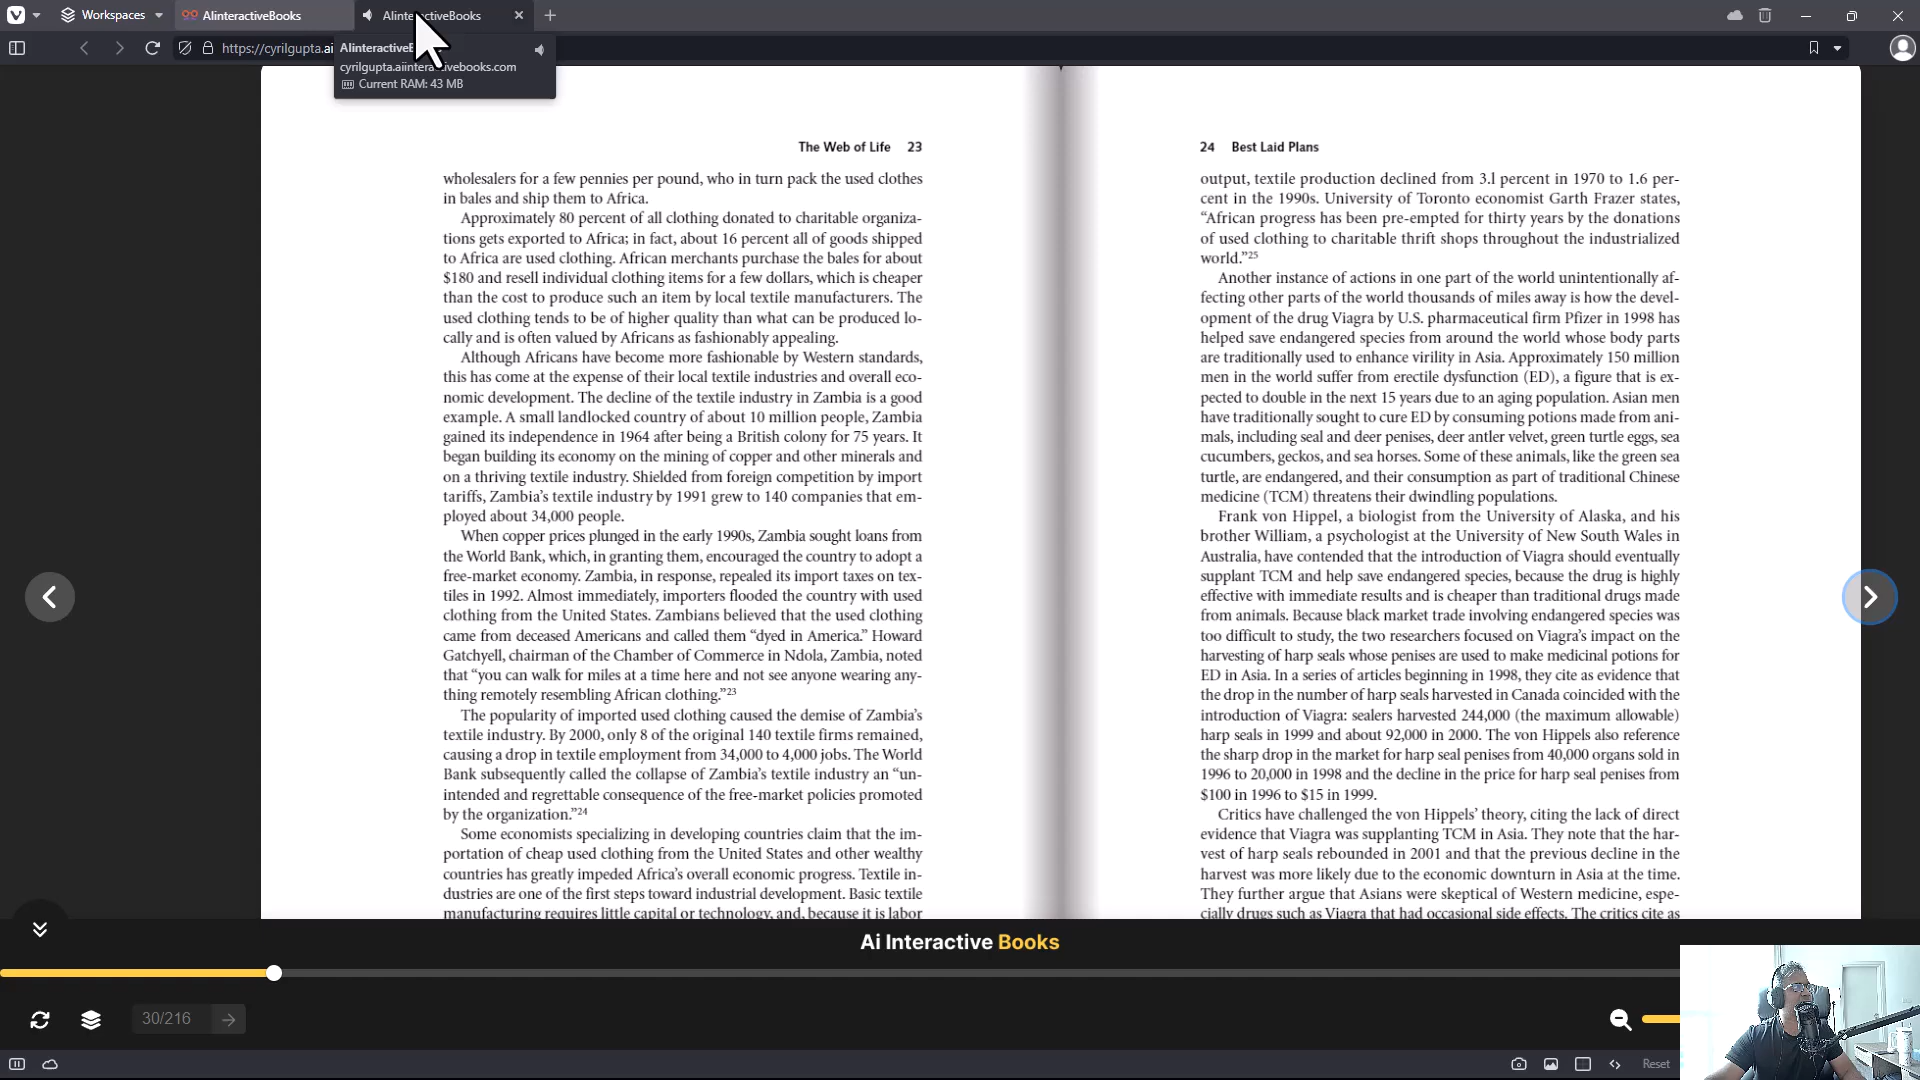 Workspaces
AIinteractiveBooks
AIinteractiveBooks
https://cyrilgupta.ai
AIinteractiveB
cyrilgupta.aiinteractivebooks.com
Current RAM: 43 MB
The Web of Life 23
wholesalers for a few pennies per pound, who in turn pack the used clothes
in bales and ship them to Africa.
Approximately 80 percent of all clothing donated to charitable organiza-
tions gets exported to Africa; in fact, about 16 percent all of goods shipped
to Africa are used clothing. African merchants purchase the bales for about
$180 and resell individual clothing items for a few dollars, which is cheaper
than the cost to produce such an item by local textile manufacturers. The
used clothing tends to be of higher quality than what can be produced lo-
cally and is often valued by Africans as fashionably appealing.
Although Africans have become more fashionable by Western standards,
this has come at the expense of their local textile industries and overall eco-
nomic development. The decline of the textile industry in Zambia is a good
example. A small landlocked country of about 10 million people, Zambia
gained its independence in 1964 after being a British colony for 75 years. It
began building its economy on the mining of copper and other minerals and
on a thriving textile industry. Shielded from foreign competition by import
tariffs, Zambia's textile industry by 1991 grew to 140 companies that em-
ployed about 34,000 people.
When copper prices plunged in the early 1990s, Zambia sought loans from
the World Bank, which, in granting them, encouraged the country to adopt a
free-market economy. Zambia, in response, repealed its import taxes on tex-
tiles in 1992. Almost immediately, importers flooded the country with used
clothing from the United States. Zambians believed that the used clothing
came from deceased Americans and called them “dyed in America.” Howard
Gatchyell, chairman of the Chamber of Commerce in Ndola, Zambia, noted
that “you can walk for miles at a time here and not see anyone wearing any-
thing remotely resembling African clothing.”23
The popularity of imported used clothing caused the demise of Zambia's
textile industry. By 2000, only 8 of the original 140 textile firms remained,
causing a drop in textile employment from 34,000 to 4,000 jobs. The World
Bank subsequently called the collapse of Zambia's textile industry an “un-
intended and regrettable consequence of the free-market policies promoted
by the organization.”24
Some economists specializing in developing countries claim that the im-
portation of cheap used clothing from the United States and other wealthy
countries has greatly impeded Africa's overall economic progress. Textile in-
dustries are one of the first steps toward industrial development. Basic textile
manufacturing requires little capital or technology, and, because it is labor
24 Best Laid Plans
output, textile production declined from 3.1 percent in 1970 to 1.6 per-
cent in the 1990s. University of Toronto economist Garth Frazer states,
“African progress has been pre-empted for thirty years by the donations
of used clothing to charitable thrift shops throughout the industrialized
world.”25
Another instance of actions in one part of the world unintentionally af-
fecting other parts of the world thousands of miles away is how the devel-
opment of the drug Viagra by U.S. pharmaceutical firm Pfizer in 1998 has
helped save endangered species from around the world whose body parts
are traditionally used to enhance virility in Asia. Approximately 150 million
men in the world suffer from erectile dysfunction (ED), a figure that is ex-
pected to double in the next 15 years due to an aging population. Asian men
have traditionally sought to cure ED by consuming potions made from ani-
mals, including seal and deer penises, deer antler velvet, green turtle eggs, sea
cucumbers, geckos, and sea horses. Some of these animals, like the green sea
turtle, are endangered, and their consumption as part of traditional Chinese
medicine (TCM) threatens their dwindling populations.
Frank von Hippel, a biologist from the University of Alaska, and his
brother William, a psychologist at the University of New South Wales in
Australia, have contended that the introduction of Viagra should eventually
supplant TCM and help save endangered species, because the drug is highly
effective with immediate results and is cheaper than traditional drugs made
from animals. Because black market trade involving endangered species was
too difficult to study, the two researchers focused on Viagra's impact on the
harvesting of harp seals whose penises are used to make medicinal potions for
ED in Asia. In a series of articles beginning in 1998, they cite as evidence that
the drop in the number of harp seals harvested in Canada coincided with the
introduction of Viagra: sealers harvested 244,000 (the maximum allowable)
harp seals in 1999 and about 92,000 in 2000. The von Hippels also reference
the sharp drop in the market for harp seal penises from 40,000 organs sold in
1996 to 20,000 in 1998 and the decline in the price for harp seal penises from
$100 in 1996 to $15 in 1999.
Critics have challenged the von Hippels' theory, citing the lack of direct
evidence that Viagra was supplanting TCM in Asia. They note that the har-
vest of harp seals rebounded in 2001 and that the previous decline in the
harvest was more likely due to the economic downturn in Asia at the time.
They further argue that Asians were skeptical of Western medicine, espe-
cially drugs such as Viagra that had occasional side effects. The critics cite as
Ai Interactive Books
30/216
Reset